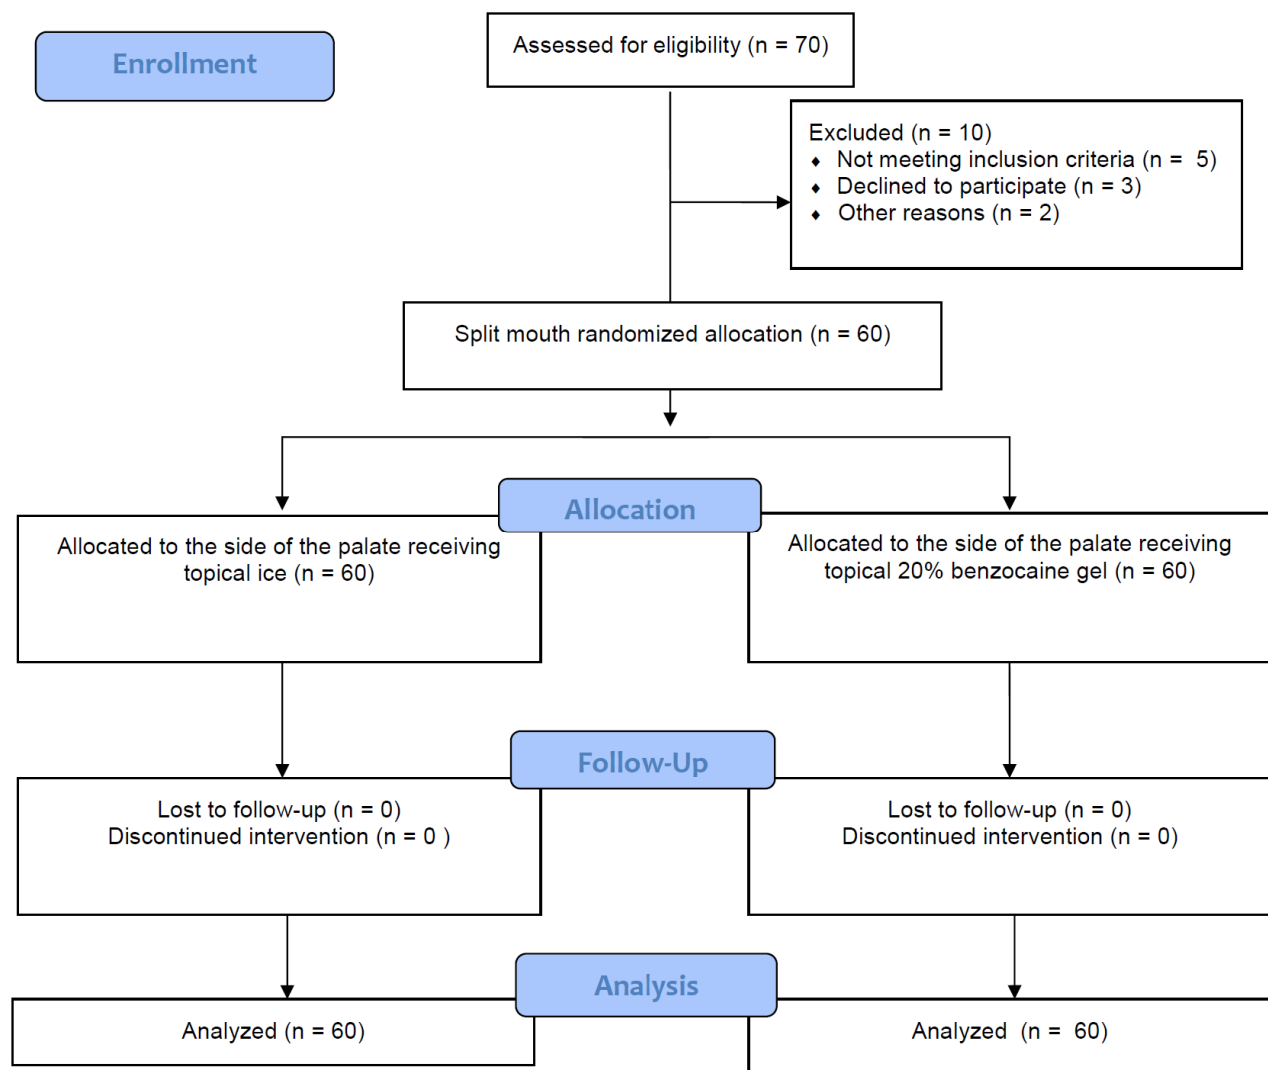 Enrollment
Assessed for eligibility (n = 70)
Excluded (n = 10)
♦ Not meeting inclusion criteria (n = 5)
♦ Declined to participate (n = 3)
♦ Other reasons (n = 2)
Split mouth randomized allocation (n = 60)
Allocation
Allocated to the side of the palate receiving
topical ice (n = 60)
Allocated to the side of the palate receiving
topical 20% benzocaine gel (n = 60)
Follow-Up
Lost to follow-up (n = 0)
Discontinued intervention (n = 0 )
Lost to follow-up (n = 0)
Discontinued intervention (n = 0)
Analysis
Analyzed (n = 60)
Analyzed (n = 60)